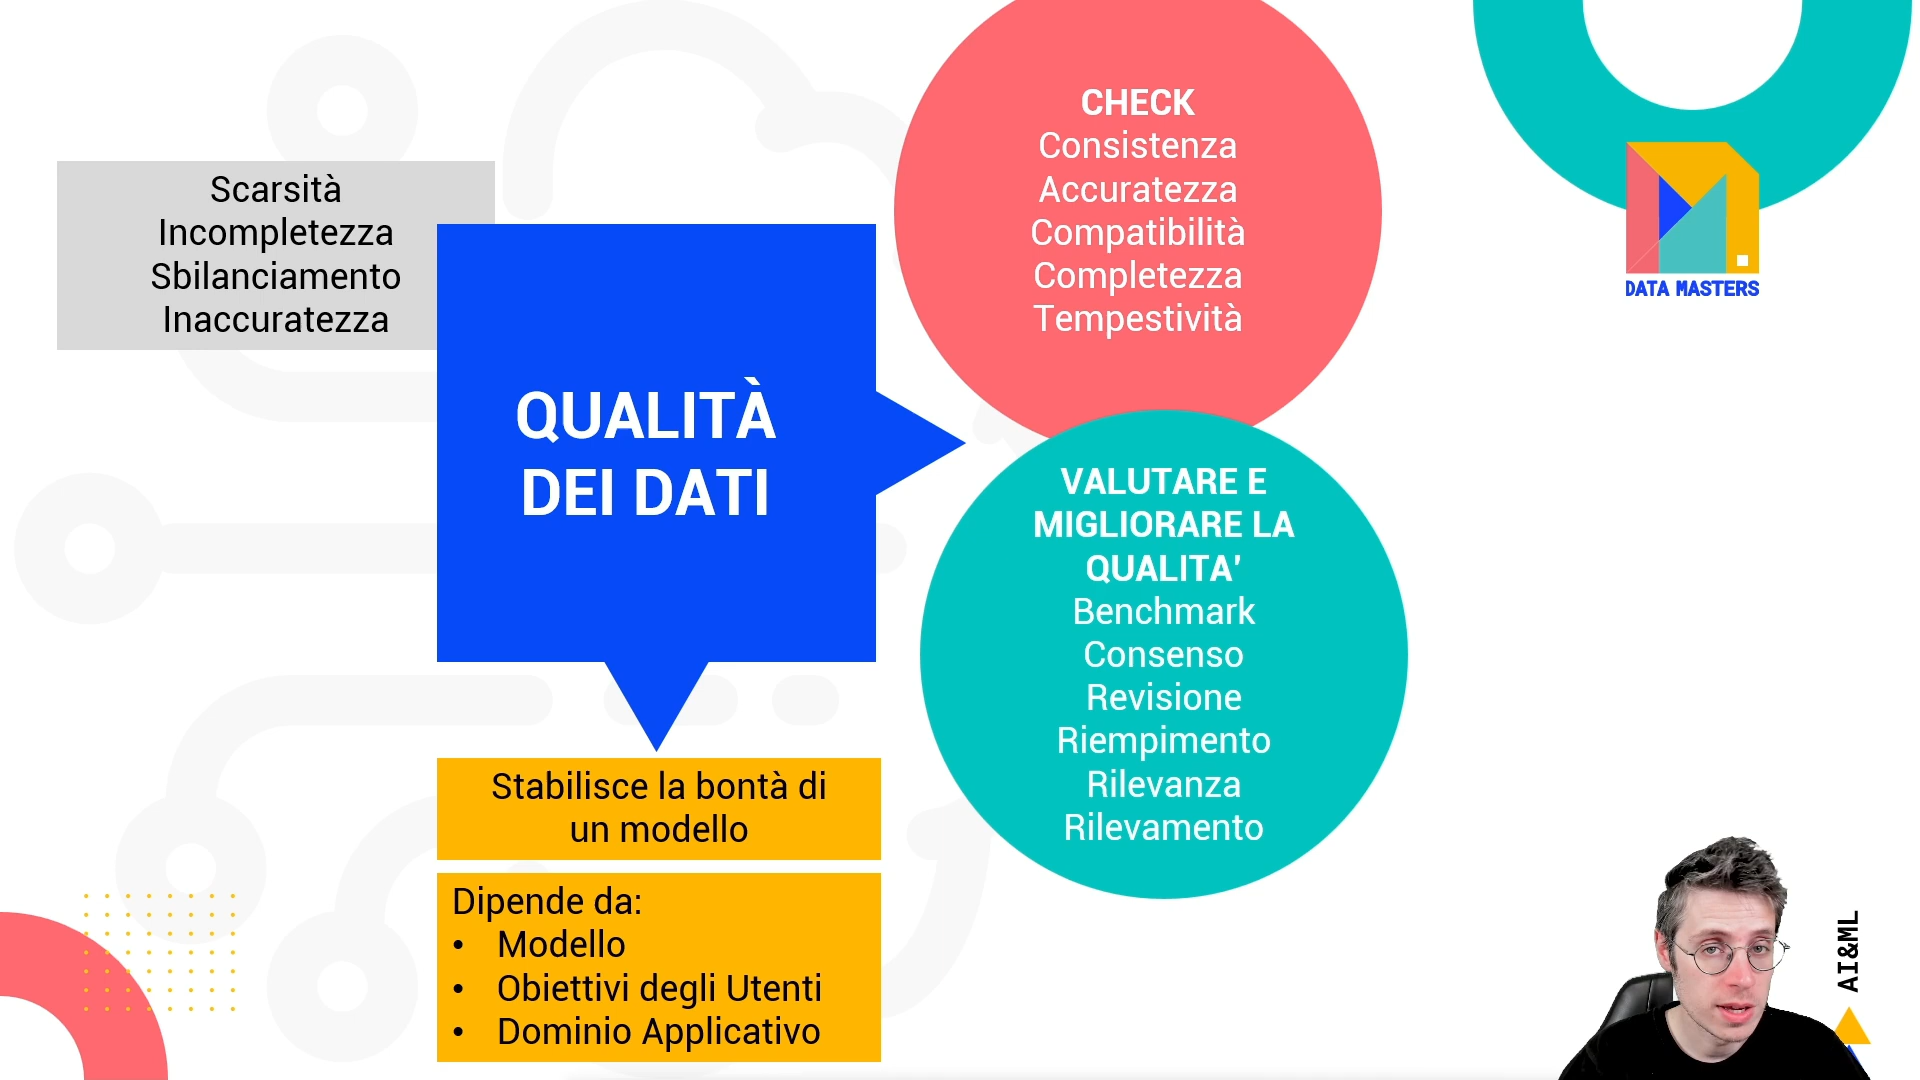 Scarsità
Incompletezza
Sbilanciamento
Inaccuratezza
QUALITÀ
DEI DATI
Stabilisce la bontà di
un modello
Dipende da:
• Modello
• Obiettivi degli Utenti
• Dominio Applicativo
CHECK
Consistenza
Accuratezza
Compatibilità
Completezza
Tempestività
VALUTARE E
MIGLIORARE LA
QUALITA'
Benchmark
Consenso
Revisione
Riempimento
Rilevanza
Rilevamento
DATA MASTERS
AI&ML